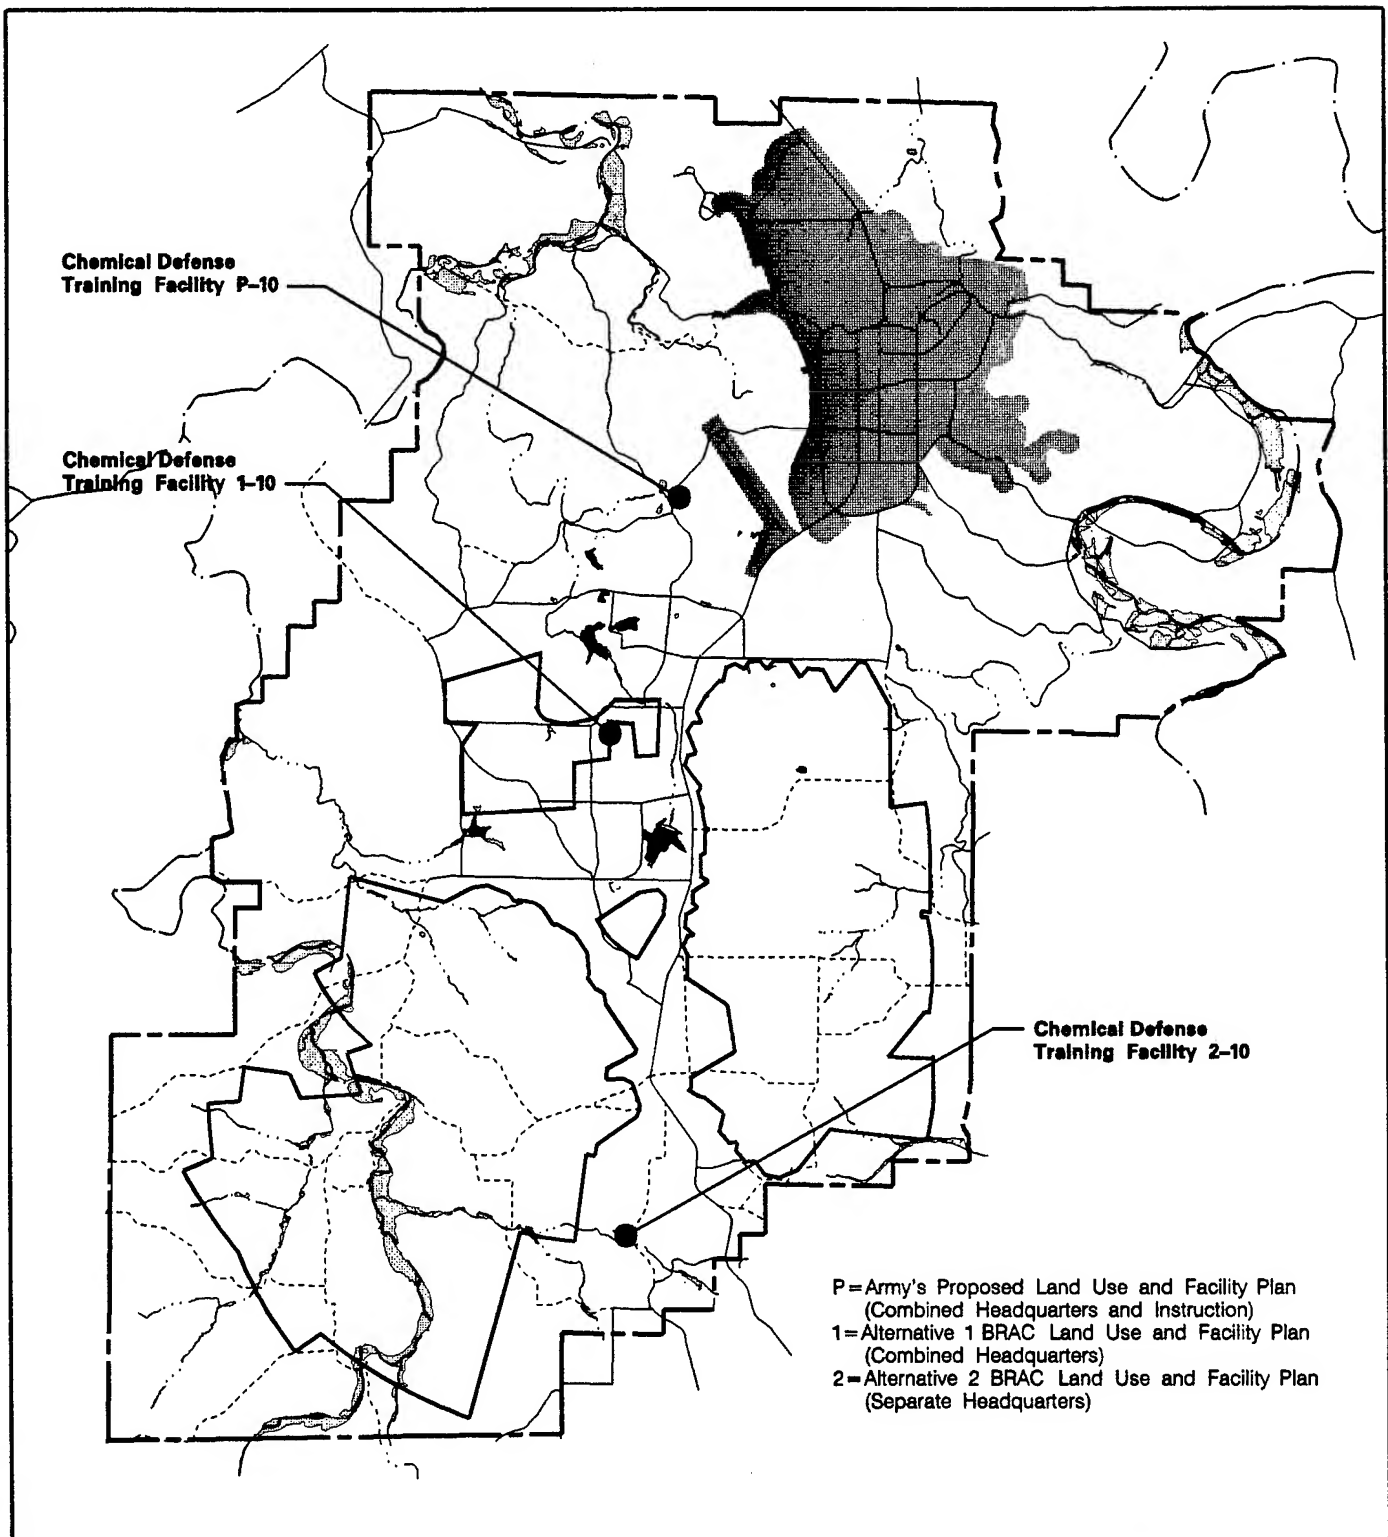 Chemical Defense
Training Facility P-10
Chemical Defense
Training Facility 1-10
Chemical Defense
Training Facility 2-10
P=Army's Proposed Land Use and Facility Plan
(Combined Headquarters and Instruction)
1=Alternative 1 BRAC Land Use and Facility Plan
(Combined Headquarters)
2=Alternative 2 BRAC Land Use and Facility Plan
(Separate Headquarters)